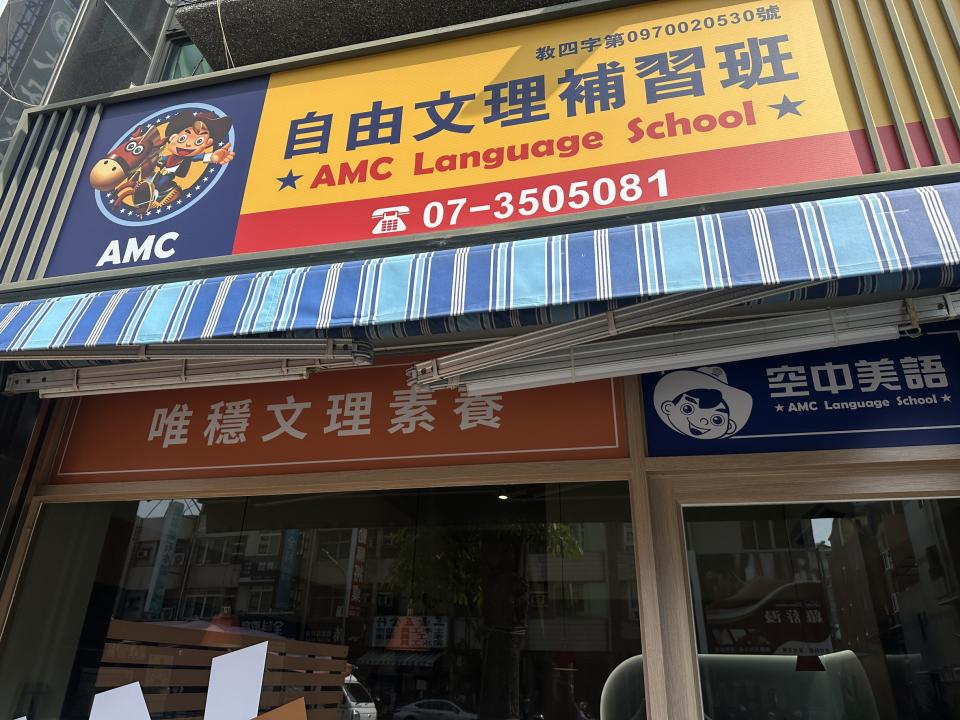 教四字第0970020530號
自由文理補習班
AMC Language School
AMC
07-3505081
唯穩文理素養
空中美語
AMC Language School